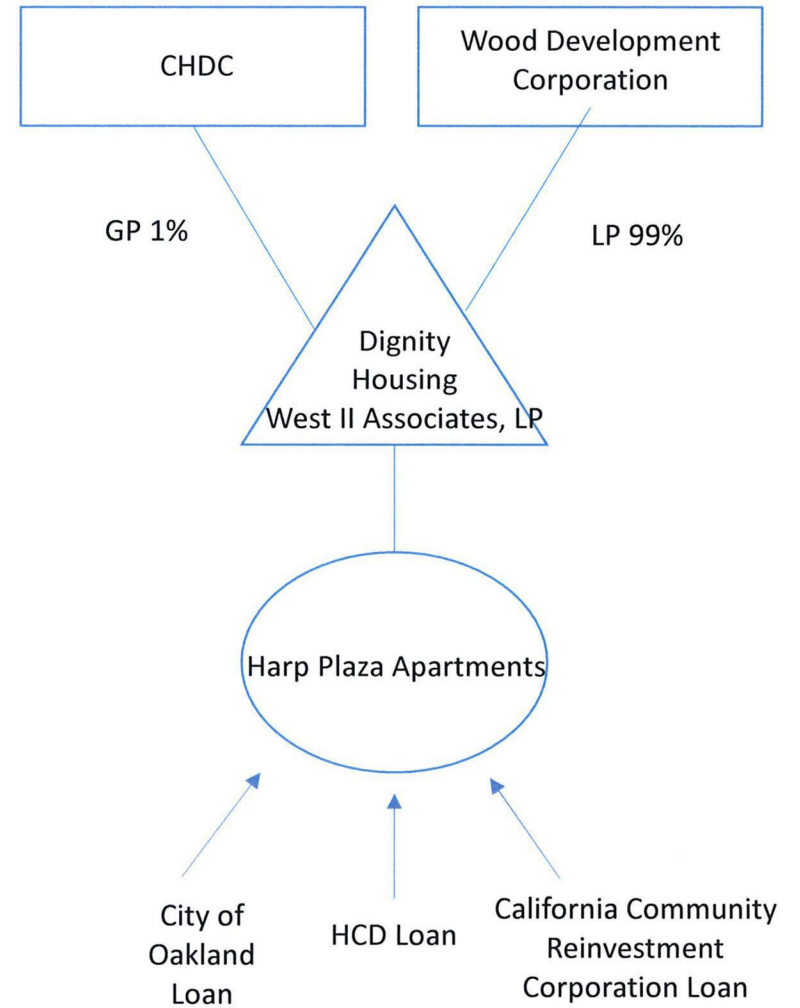 CHDC
Wood Development
Corporation
GP 1%
LP 99%
Dignity
Housing
West II Associates, LP
Harp Plaza Apartments
City of
Oakland
Loan
HCD Loan
California Community
Reinvestment
Corporation Loan